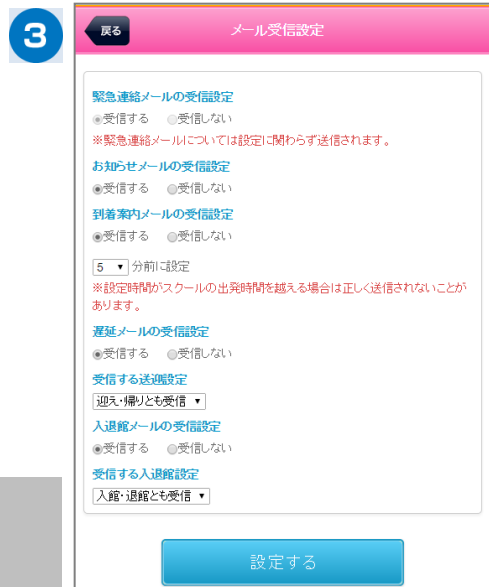 3
戻る
メール受信設定
緊急連絡メールの受信設定
受信する 受信しない
※緊急連絡メールについては設定に関わらず送信されます。
お知らせメールの受信設定
受信する 受信しない
到着案内メールの受信設定
受信する 受信しない
5 分前に設定
※設定時間がスクールの出発時間を越える場合は正しく送信されないことが
あります。
遅延メールの受信設定
受信する 受信しない
受信する送迎設定
迎え・帰りとも受信
入退館メールの受信設定
受信する 受信しない
受信する入退館設定
入館・退館とも受信
設定する